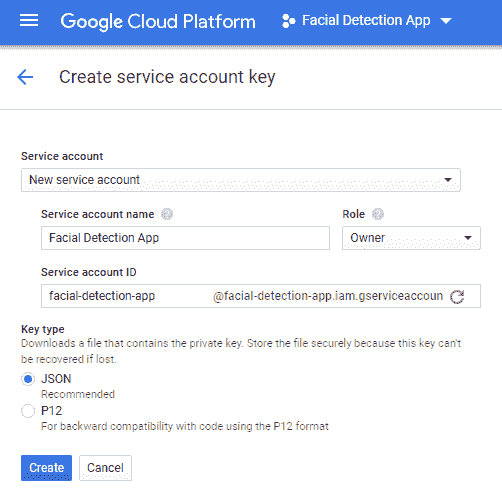 Google Cloud Platform
Facial Detection App
Create service account key
Service account
New service account
Service account name
Role
Facial Detection App
Owner
Service account ID
facial-detection-app @facial-detection-app.iam.gserviceaccoun
Key type
Downloads a file that contains the private key. Store the file securely because this key can't
be recovered if lost.
JSON
Recommended
P12
For backward compatibility with code using the P12 format
Create
Cancel